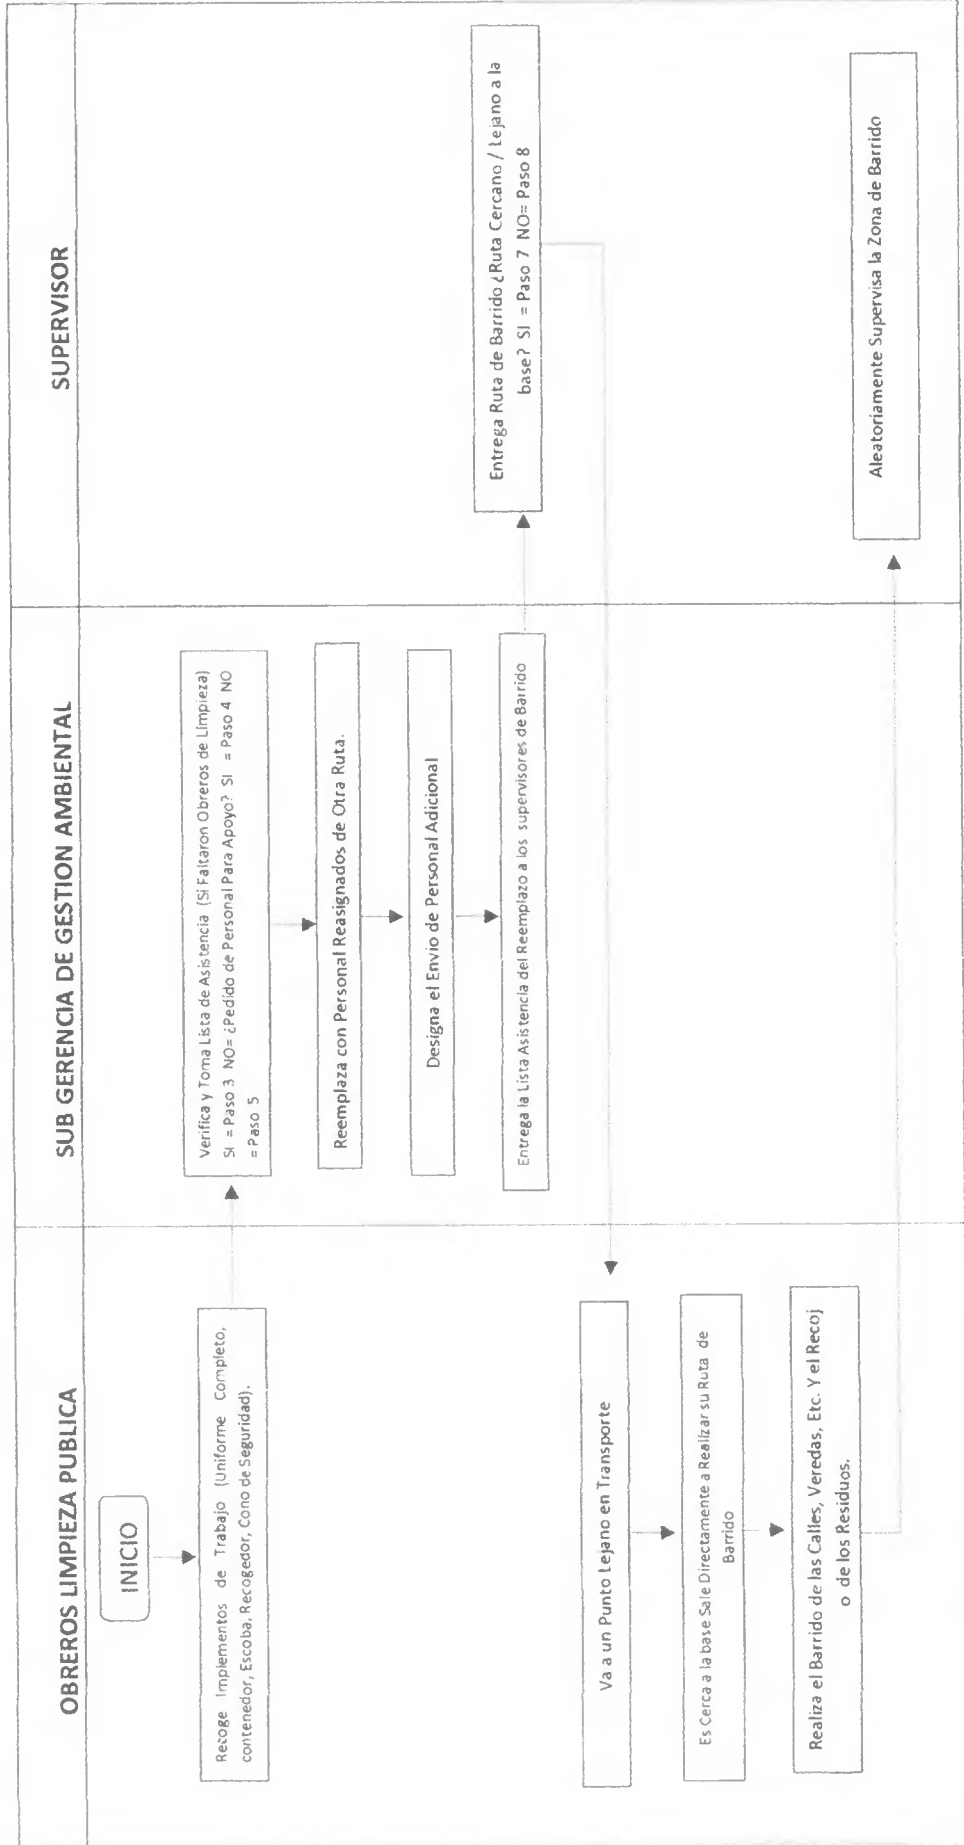 OBREROS LIMPIEZA PUBLICA
SUB GERENCIA DE GESTION AMBIENTAL
SUPERVISOR
INICIO
Recoge Implementos de Trabajo (Uniforme Completo,
contenedor, Escoba, Recogedor, Cono de Seguridad).
Verifica y Toma Lista de Asistencia (Si Faltaron Obreros de Limpieza)
SI = Paso 3 NO= ¿Pedido de Personal Para Apoyo? SI = Paso 4 NO
= Paso 5
Reemplaza con Personal Reasignados de Otra Ruta.
Designa el Envio de Personal Adicional
Entrega la Lista Asistencia del Reemplazo a los supervisores de Barrido
Entrega Ruta de Barrido ¿Ruta Cercano / Lejano a la
base? SI = Paso 7 NO= Paso 8
Va a un Punto Lejano en Transporte
Es Cerca a la base Sale Directamente a Realizar su Ruta de
Barrido
Realiza el Barrido de las Calles, Veredas, Etc. Y el Recoj
o de los Residuos.
Aleatoriamente Supervisa la Zona de Barrido